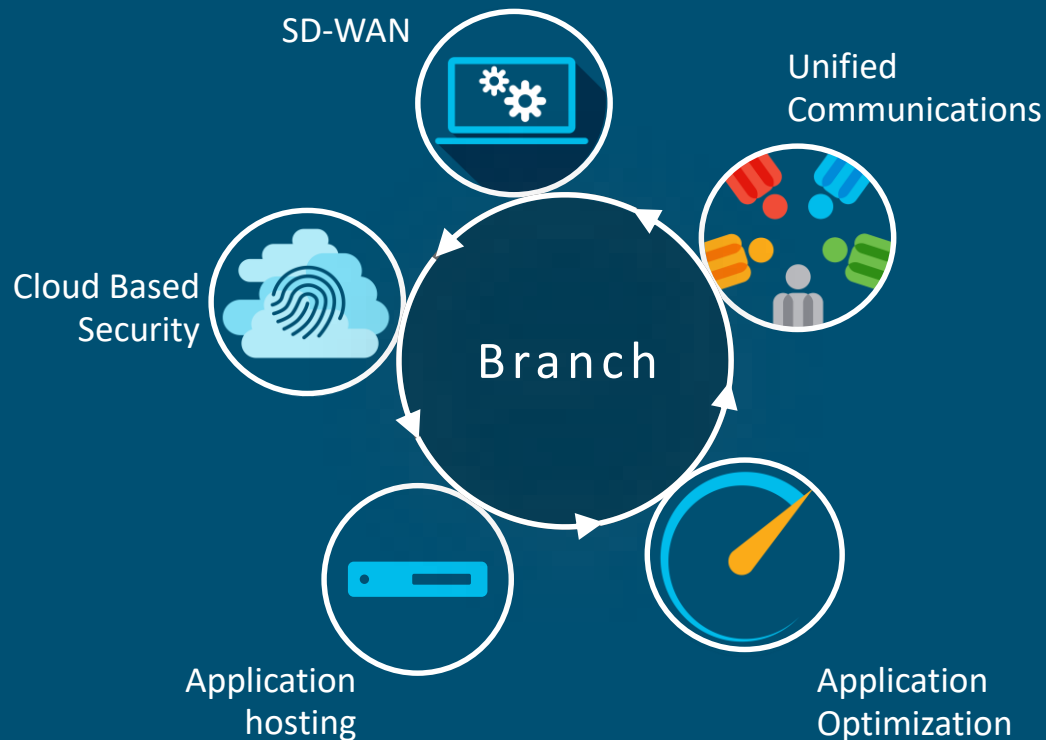 SD-WAN
Unified
Communications
Cloud Based
Security
Branch
Application
hosting
Application
Optimization